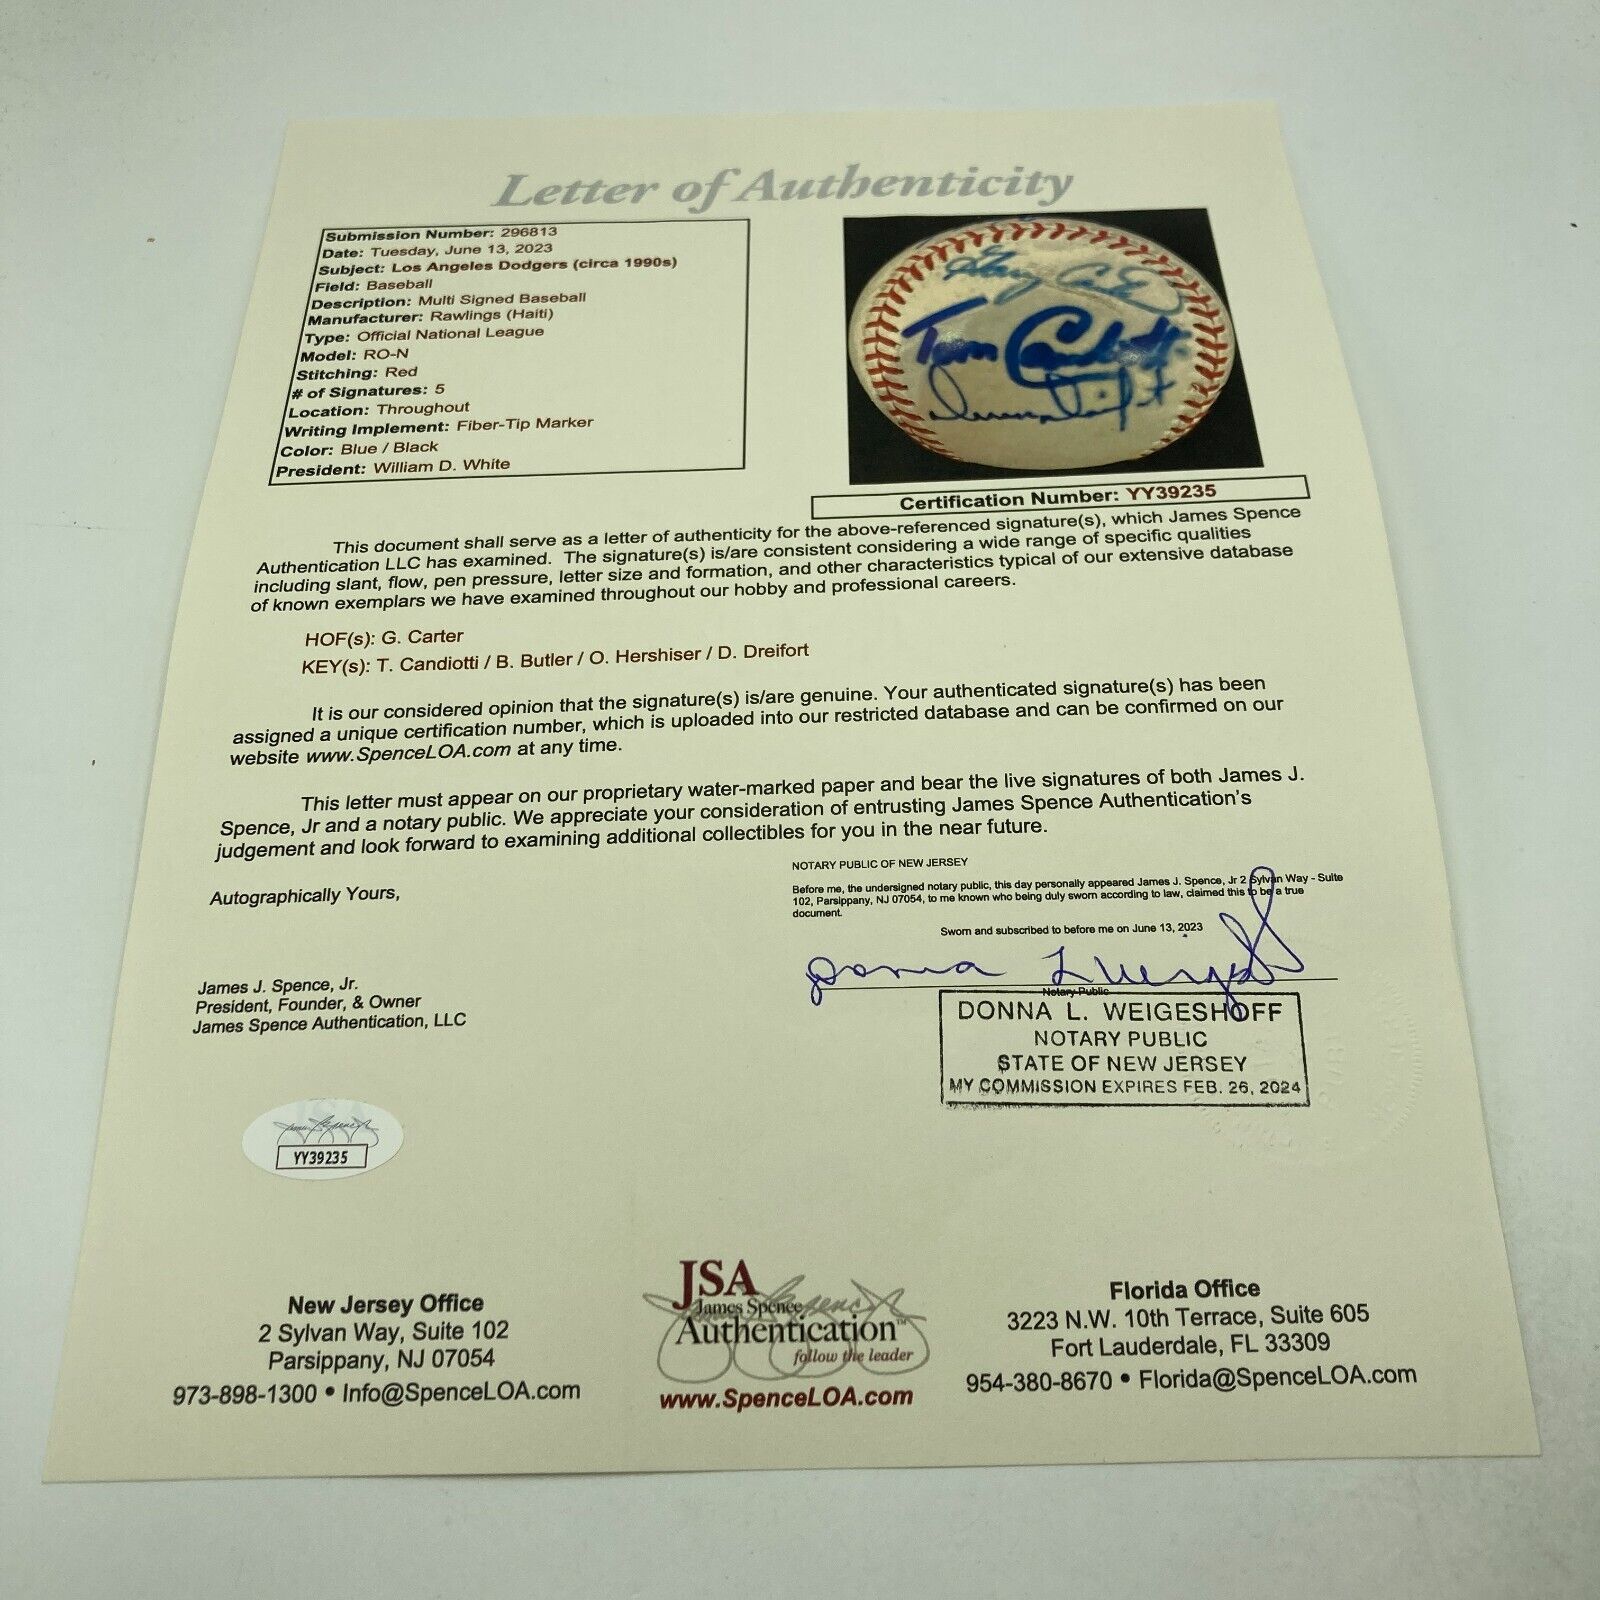 Letter of Authenticity
Submission Number: 296813
Date: Tuesday, June 13, 2023
Subject: Los Angeles Dodgers (circa 1990s)
Field: Baseball
Description: Multi Signed Baseball
Manufacturer: Rawlings (Haiti)
Type: Official National League
Model: RO-N
Stitching: Red
# of Signatures: 5
Location: Throughout
Writing Implement: Fiber-Tip Marker
Color: Blue / Black
President: William D. White
Gary Carter
Tom Candiotti
Certification Number: YY39235
This document shall serve as a letter of authenticity for the above-referenced signature(s), which James Spence
Authentication LLC has examined. The signature(s) is/are consistent considering a wide range of specific qualities
including slant, flow, pen pressure, letter size and formation, and other characteristics typical of our extensive database
of known exemplars we have examined throughout our hobby and professional careers.
HOF(s): G. Carter
KEY(s): T. Candiotti / B. Butler / O. Hershiser / D. Dreifort
It is our considered opinion that the signature(s) is/are genuine. Your authenticated signature(s) has been
assigned a unique certification number, which is uploaded into our restricted database and can be confirmed on our
website www.SpenceLOA.com at any time.
This letter must appear on our proprietary water-marked paper and bear the live signatures of both James J.
Spence, Jr and a notary public. We appreciate your consideration of entrusting James Spence Authentication's
judgement and look forward to examining additional collectibles for you in the near future.
Autographically Yours,
James J. Spence, Jr.
President, Founder, & Owner
James Spence Authentication, LLC
NOTARY PUBLIC OF NEW JERSEY
Before me, the undersigned notary public, this day personally appeared James J. Spence, Jr 2 Sylvan Way - Suite
102, Parsippany, NJ 07054, to me known who being duly sworn according to law, claimed this to be a true
document.
Sworn and subscribed to before me on June 13, 2023
Donna L Weigeshoff
Notary Public
DONNA L. WEIGESHOFF
NOTARY PUBLIC
STATE OF NEW JERSEY
MY COMMISSION EXPIRES FEB. 26, 2024
James Spence Jr
YY39235
New Jersey Office
2 Sylvan Way, Suite 102
Parsippany, NJ 07054
973-898-1300 • Info@SpenceLOA.com
JSA
James Spence
Authentication™
follow the leader
www.SpenceLOA.com
Florida Office
3223 N.W. 10th Terrace, Suite 605
Fort Lauderdale, FL 33309
954-380-8670 • Florida@SpenceLOA.com